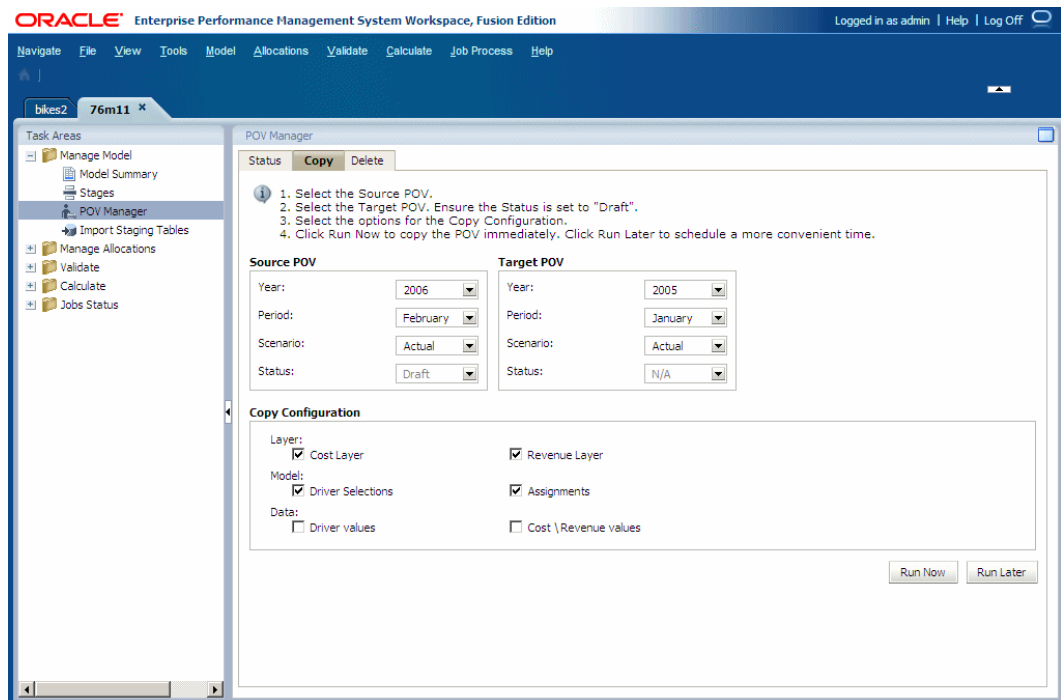 ORACLE® Enterprise Performance Management System Workspace, Fusion Edition
Logged in as admin | Help | Log Off
Navigate File View Tools Model Allocations Validate Calculate Job Process Help
bikes2 76m11 ×
Task Areas
Manage Model
Model Summary
Stages
POV Manager
Import Staging Tables
Manage Allocations
Validate
Calculate
Jobs Status
POV Manager
Status Copy Delete
1. Select the Source POV.
2. Select the Target POV. Ensure the Status is set to "Draft".
3. Select the options for the Copy Configuration.
4. Click Run Now to copy the POV immediately. Click Run Later to schedule a more convenient time.
Source POV
Year: 2006
Period: February
Scenario: Actual
Status: Draft
Target POV
Year: 2005
Period: January
Scenario: Actual
Status: N/A
Copy Configuration
Layer:
Cost Layer Revenue Layer
Model:
Driver Selections Assignments
Data:
Driver values Cost \ Revenue values
Run Now Run Later